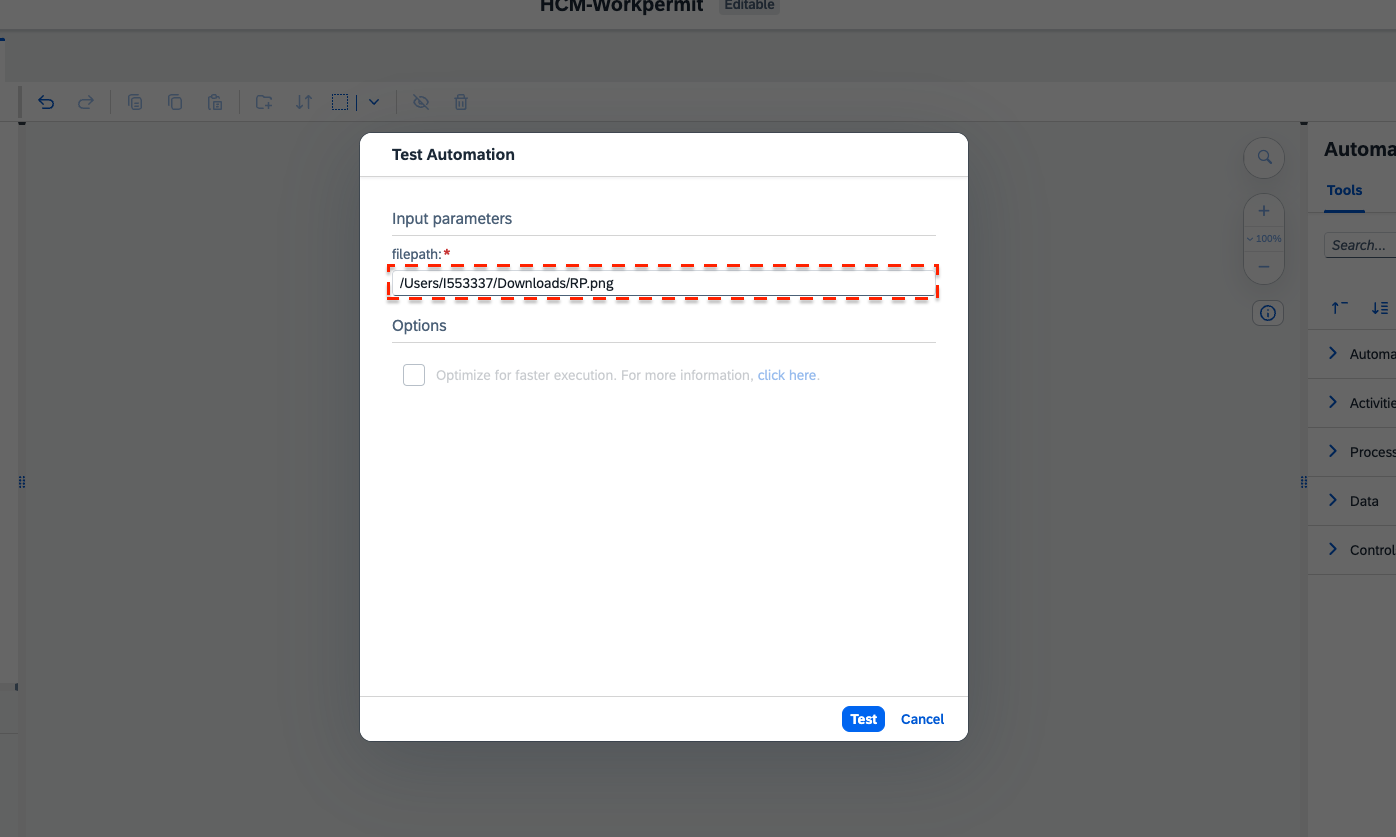 HCM-Workpermit Editable
Test Automation
Input parameters
filepath:*
/Users/I553337/Downloads/RP.png
Options
Optimize for faster execution. For more information, click here.
Test Cancel
100%
Automa
Tools
Search...
Automa
Activitie
Process
Data
Control